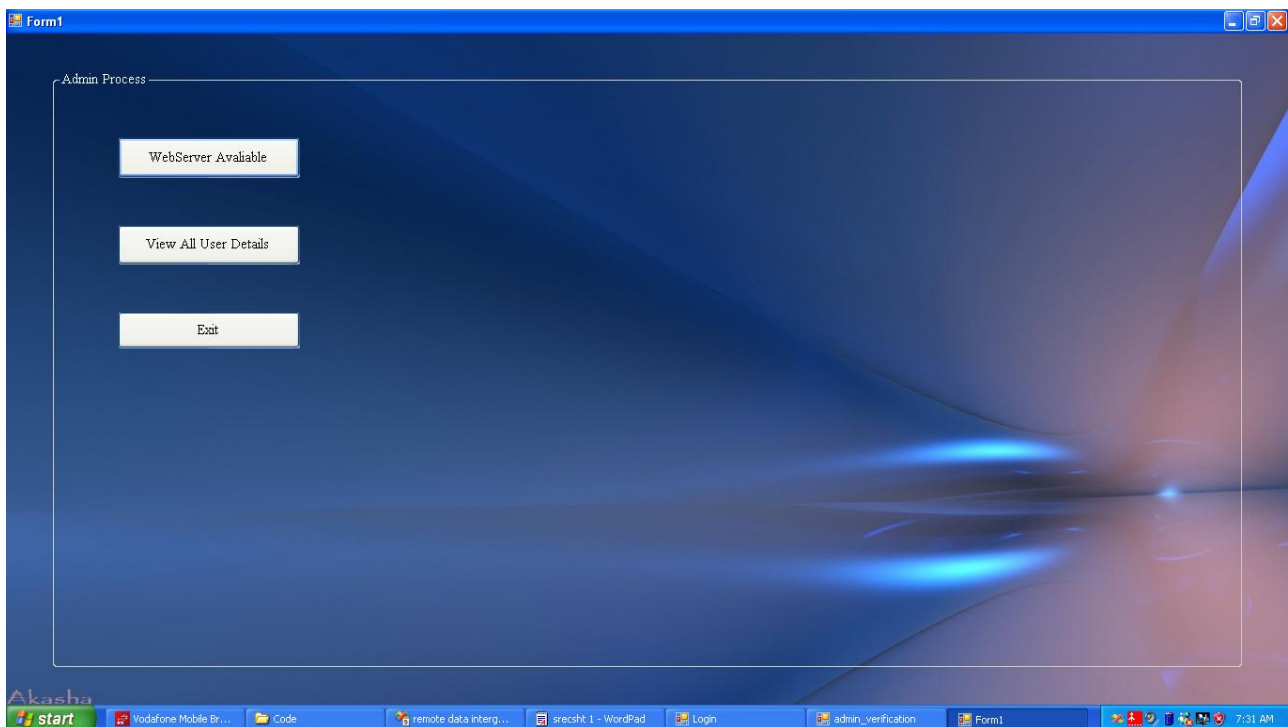 Form1
Admin Process
WebServer Avaliable
View All User Details
Exit
Akasha
start
Vodafone Mobile Br...
Code
remote data interg...
srecsht 1 - WordPad
Login
admin_verification
Form1
7:31 AM